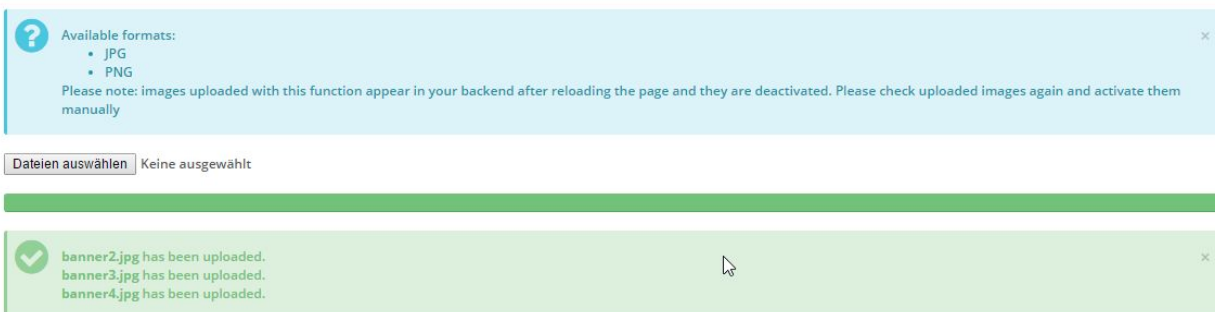 Available formats:
• JPG
• PNG
Please note: images uploaded with this function appear in your backend after reloading the page and they are deactivated. Please check uploaded images again and activate them
manually
Dateien auswählen Keine ausgewählt
banner2.jpg has been uploaded.
banner3.jpg has been uploaded.
banner4.jpg has been uploaded.